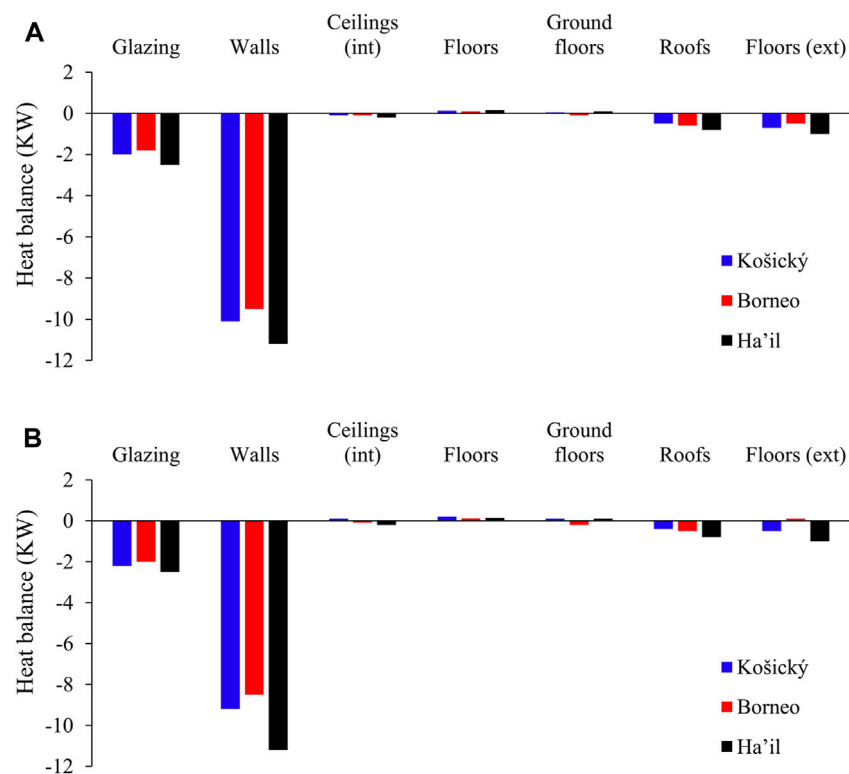 A
Glazing Walls Ceilings (int) Floors Ground floors Roofs Floors (ext)
Heat balance (KW)
2
0
-2
-4
-6
-8
-10
-12
Košický
Borneo
Ha’il
B
Glazing Walls Ceilings (int) Floors Ground floors Roofs Floors (ext)
Heat balance (KW)
2
0
-2
-4
-6
-8
-10
-12
Košický
Borneo
Ha’il